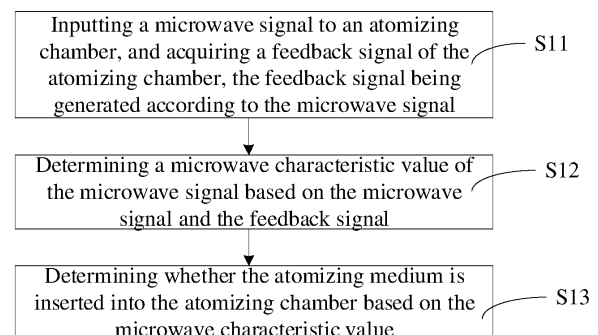 Inputting a microwave signal to an atomizing
chamber, and acquiring a feedback signal of the
atomizing chamber, the feedback signal being
generated according to the microwave signal
S11
Determining a microwave characteristic value of
the microwave signal based on the microwave
signal and the feedback signal
S12
Determining whether the atomizing medium is
inserted into the atomizing chamber based on the
microwave characteristic value
S13